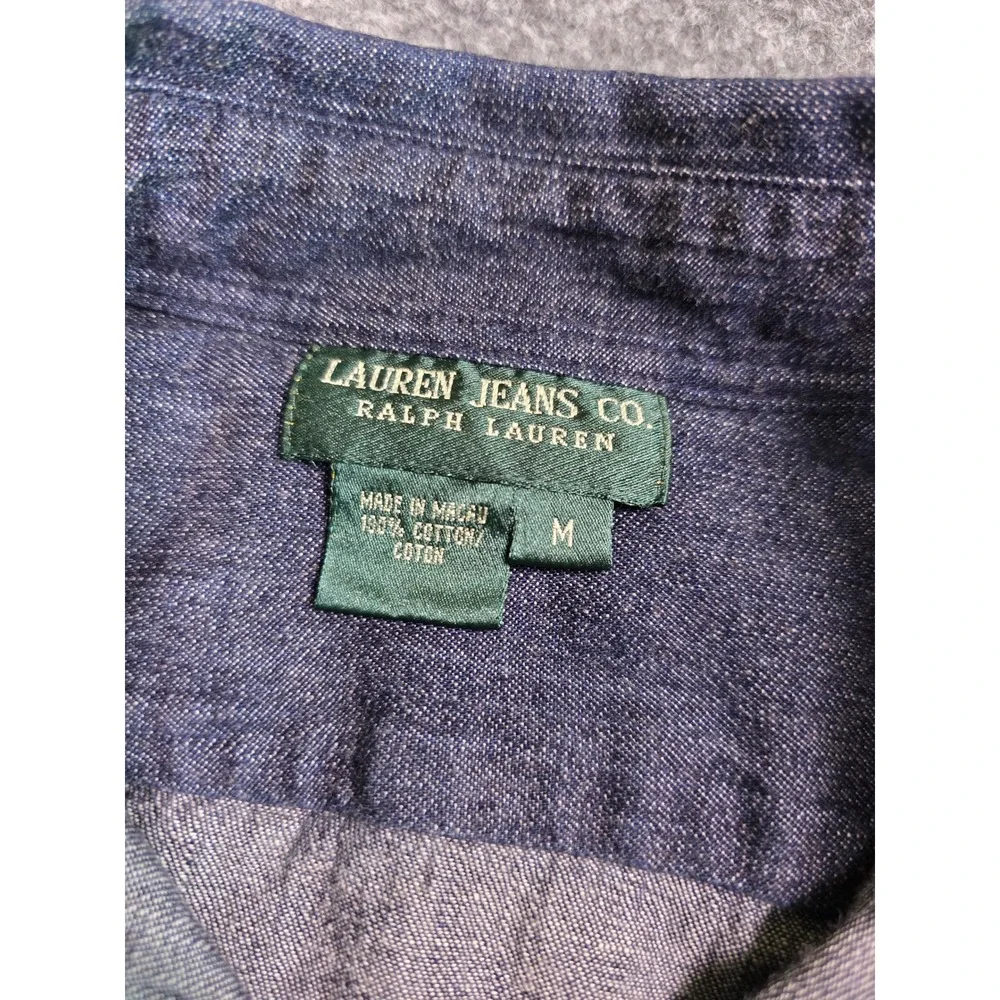 LAUREN JEANS CO.
RALPH LAUREN
MADE IN MACAU
100% COTTON/
COTON
M